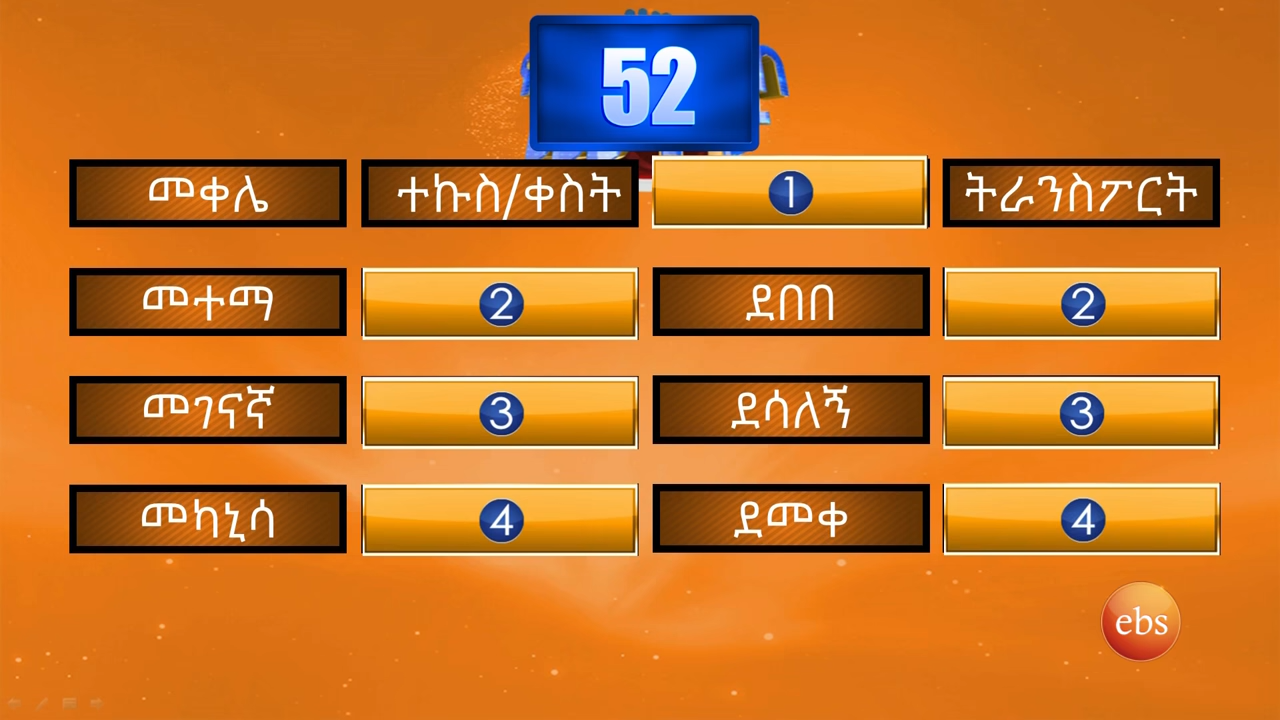 52
መቀሌ ተኩስ/ቀስት 1 ትራንስፖርት
መተማ 2 ደበበ 2
መገናኛ 3 ደሳለኝ 3
መካኒሳ 4 ደመቀ 4
ebs